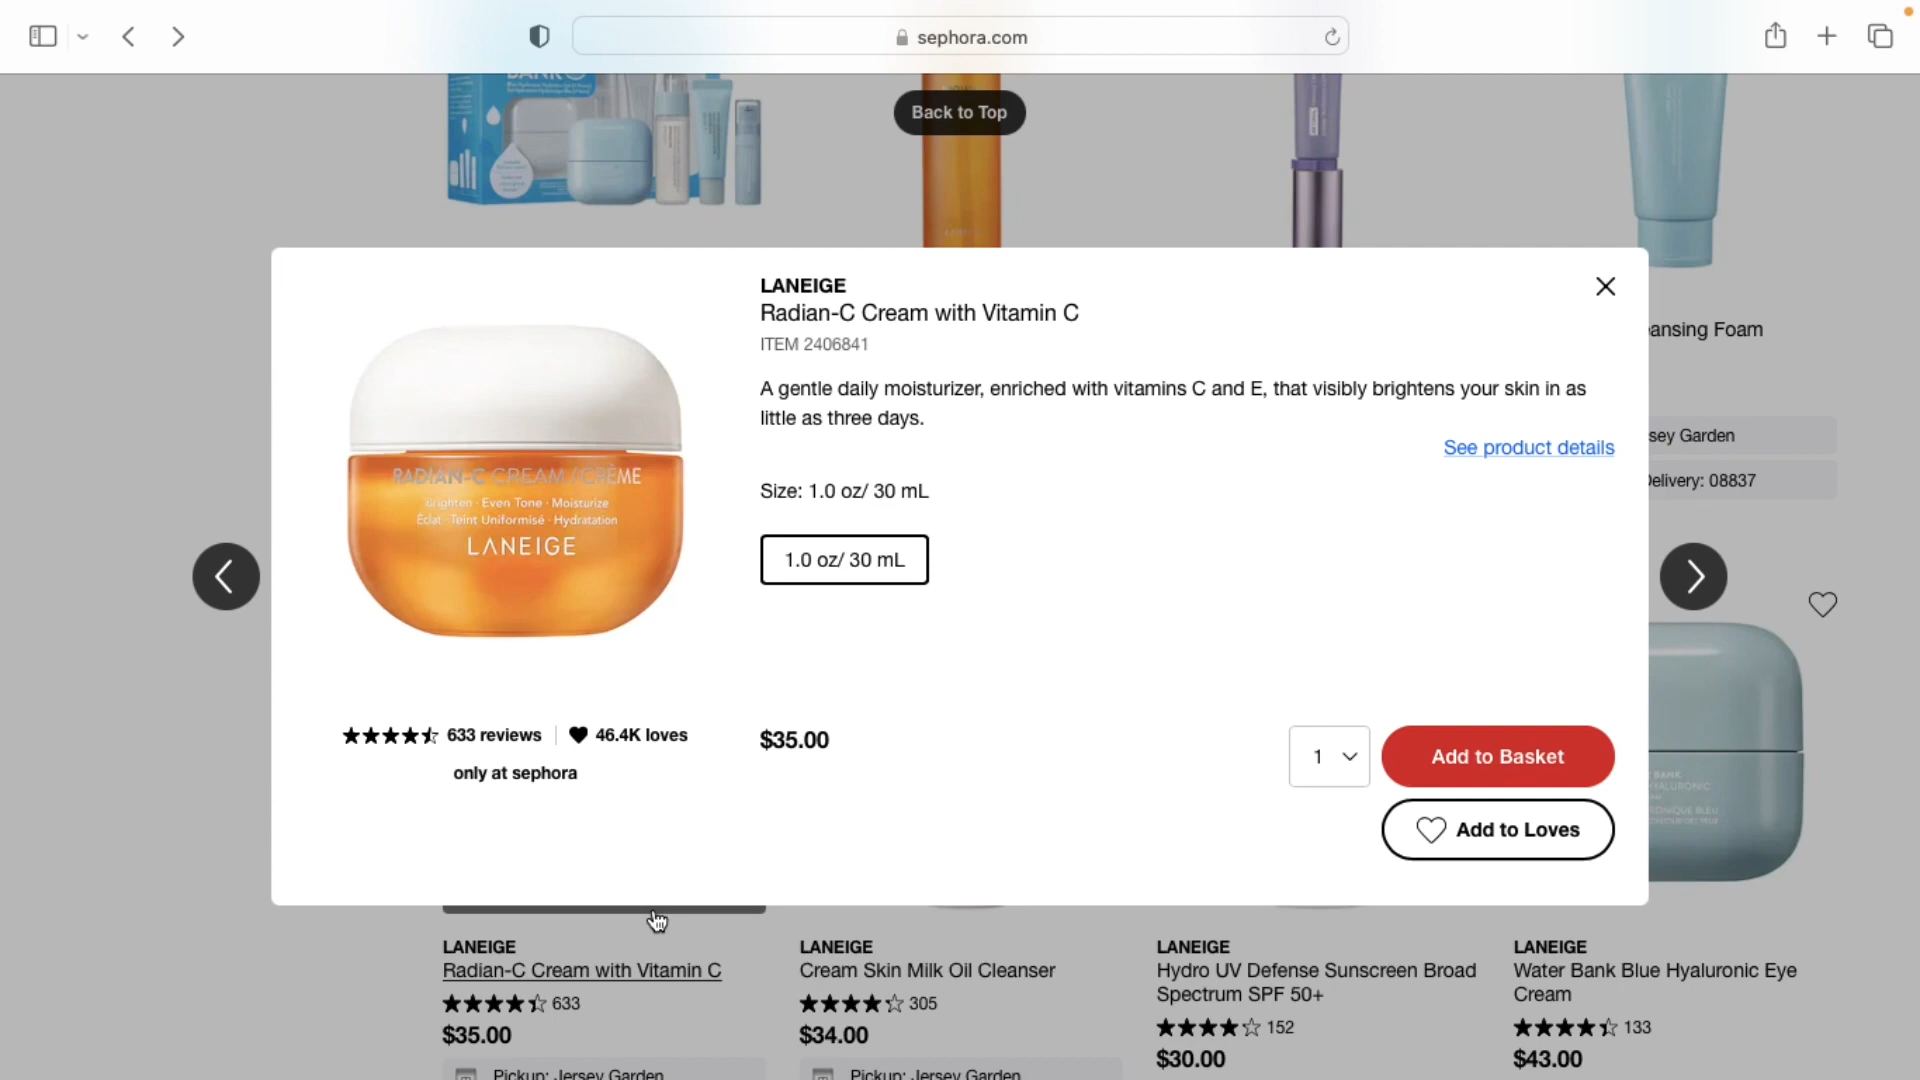 sephora.com
BANK
Back to Top
LANEIGE
Radian-C Cream with Vitamin C
ITEM 2406841
A gentle daily moisturizer, enriched with vitamins C and E, that visibly brightens your skin in as
little as three days.
See product details
Size: 1.0 oz/ 30 mL
1.0 oz/ 30 mL
RADIAN-C CREAM / CRÈME
Brighten · Even Tone · Moisturize
Éclat · Teint Uniformisé · Hydratation
LANEIGE
633 reviews
46.4K loves
only at sephora
$35.00
1
Add to Basket
Add to Loves
ansing Foam
sey Garden
elivery: 08837
BANK
LANEIGE
Radian-C Cream with Vitamin C
633
$35.00
Pickup: Jersey Garden
LANEIGE
Cream Skin Milk Oil Cleanser
305
$34.00
Pickup: Jersey Garden
LANEIGE
Hydro UV Defense Sunscreen Broad
Spectrum SPF 50+
152
$30.00
LANEIGE
Water Bank Blue Hyaluronic Eye
Cream
133
$43.00